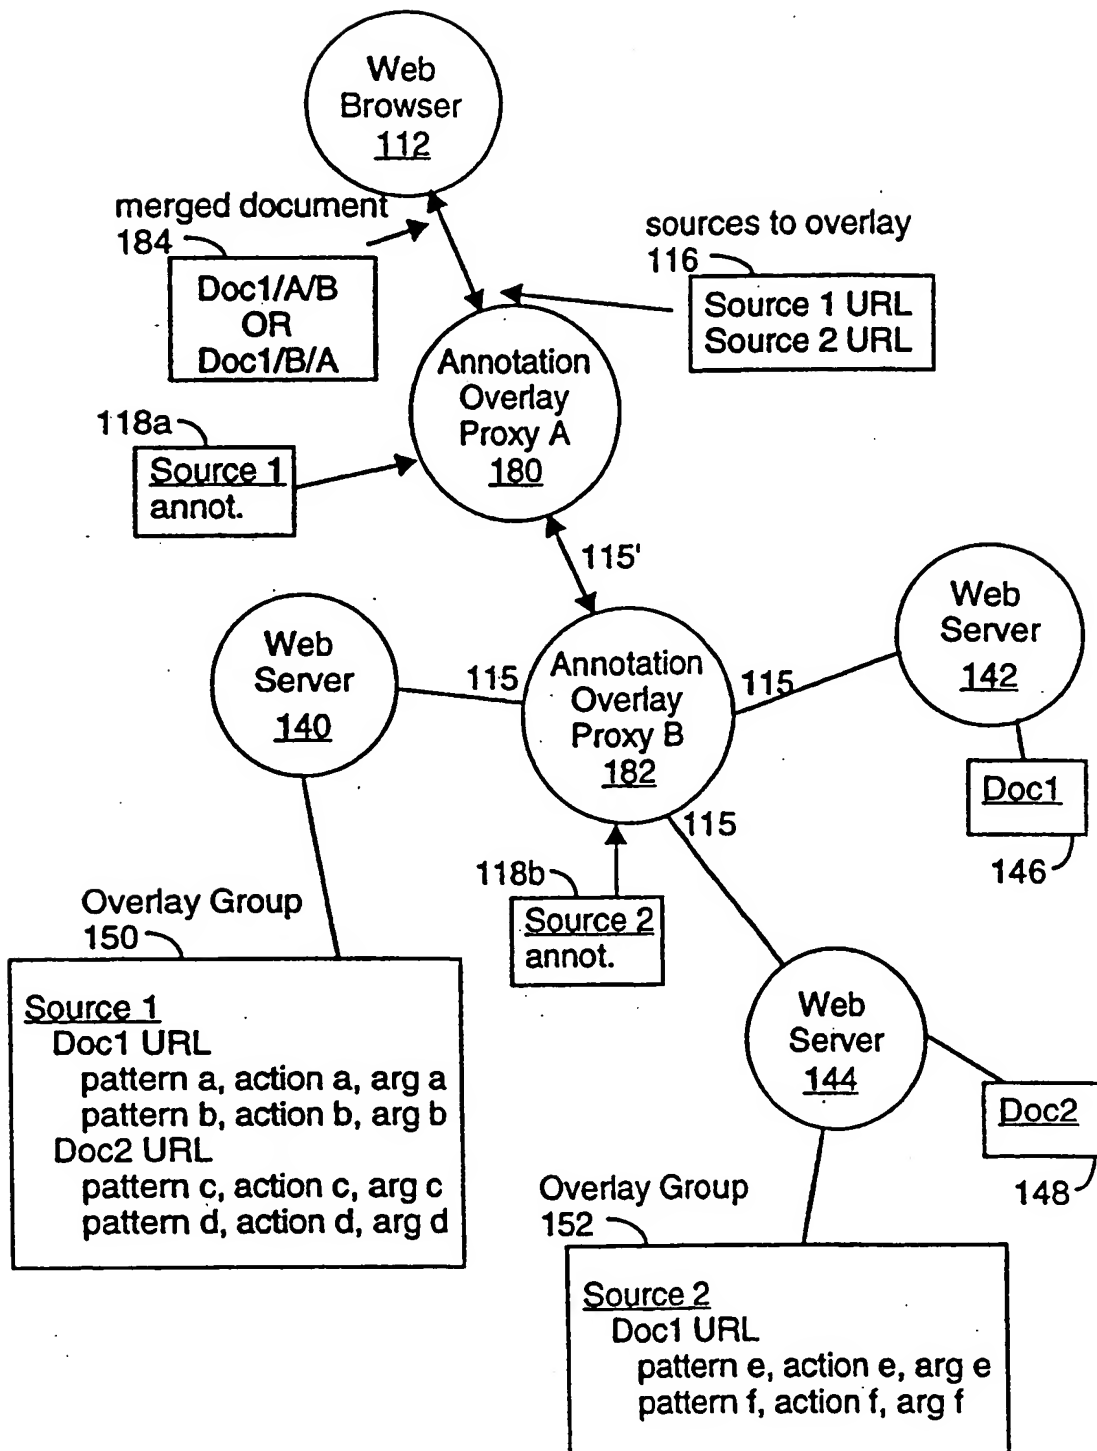 Web
Browser
112
merged document
184
Doc1/A/B
OR
Doc1/B/A
sources to overlay
116
Source 1 URL
Source 2 URL
Annotation
Overlay
Proxy A
180
118a
Source 1
annot.
115'
Web
Server
140
115
Annotation
Overlay
Proxy B
182
115
Web
Server
142
Doc1
146
115
118b
Source 2
annot.
Overlay Group
150
Source 1
Doc1 URL
pattern a, action a, arg a
pattern b, action b, arg b
Doc2 URL
pattern c, action c, arg c
pattern d, action d, arg d
Web
Server
144
Doc2
148
Overlay Group
152
Source 2
Doc1 URL
pattern e, action e, arg e
pattern f, action f, arg f